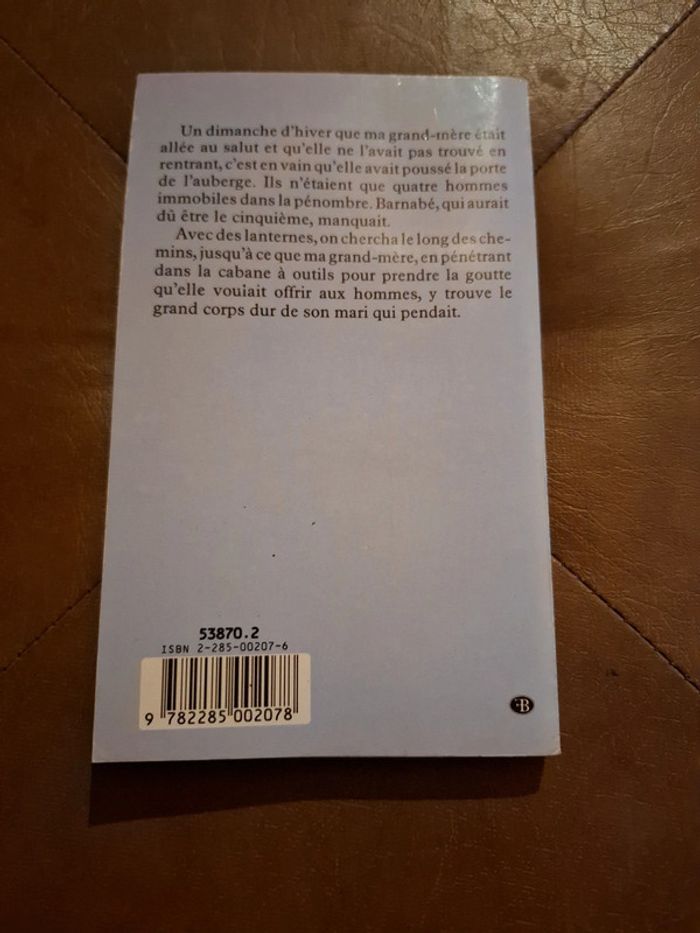 Un dimanche d'hiver que ma grand-mère était
allée au salut et qu'elle ne l'avait pas trouvé en
rentrant, c'est en vain qu'elle avait poussé la porte
de l'auberge. Ils n'étaient que quatre hommes
immobiles dans la pénombre. Barnabé, qui aurait
dû être le cinquième, manquait.
Avec des lanternes, on chercha le long des che-
mins, jusqu'à ce que ma grand-mère, en pénétrant
dans la cabane à outils pour prendre la goutte
qu'elle voulait offrir aux hommes, y trouve le
grand corps dur de son mari qui pendait.
53870.2
ISBN 2-285-00207-6
9 782285 002078
B